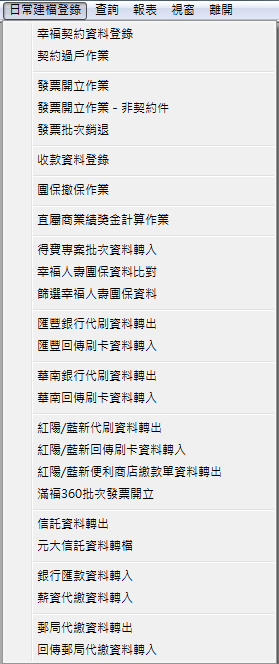 日常建檔登錄 查詢 報表 視窗 離開
幸福契約資料登錄
契約過戶作業
發票開立作業
發票開立作業 - 非契約件
發票批次銷退
收款資料登錄
團保撤保作業
直屬商業績獎金計算作業
得寶專案批次資料轉入
幸福人壽團保資料比對
篩選幸福人壽團保資料
匯豐銀行代刷資料轉出
匯豐回傳刷卡資料轉入
華南銀行代刷資料轉出
華南回傳刷卡資料轉入
紅陽/藍新代刷資料轉出
紅陽/藍新回傳刷卡資料轉入
紅陽/藍新便利商店繳款單資料轉出
滿福360批次發票開立
信託資料轉出
元大信託資料轉檔
銀行匯款資料轉入
薪資代繳資料轉入
郵局代繳資料轉出
回傳郵局代繳資料轉入